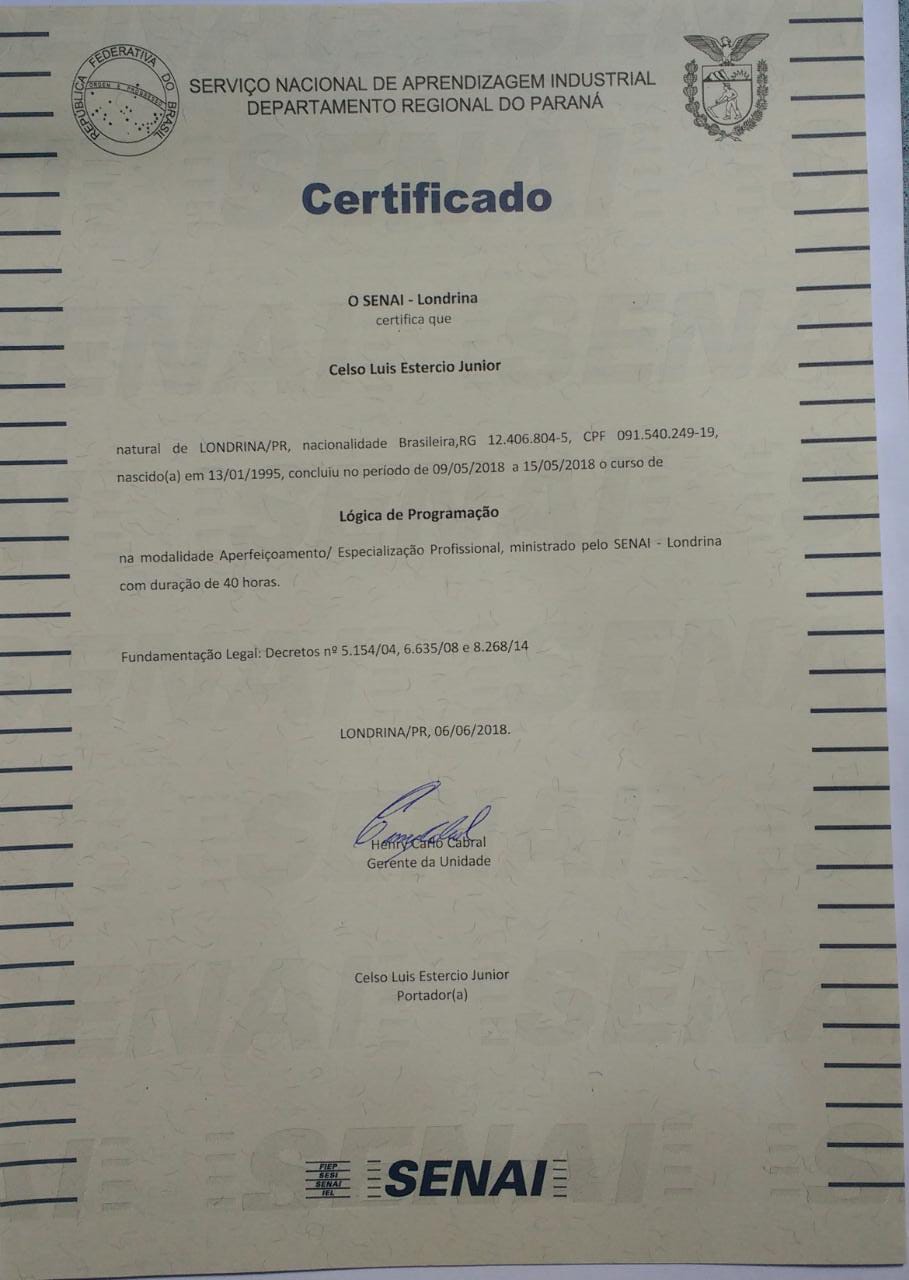 REPÚBLICA FEDERATIVA DO BRASIL
ORDEM E PROGRESSO
SERVIÇO NACIONAL DE APRENDIZAGEM INDUSTRIAL
DEPARTAMENTO REGIONAL DO PARANÁ
Certificado
O SENAI - Londrina
certifica que
Celso Luis Estercio Junior
natural de LONDRINA/PR, nacionalidade Brasileira,RG 12.406.804-5, CPF 091.540.249-19,
nascido(a) em 13/01/1995, concluiu no período de 09/05/2018 a 15/05/2018 o curso de
Lógica de Programação
na modalidade Aperfeiçoamento/ Especialização Profissional, ministrado pelo SENAI - Londrina
com duração de 40 horas.
Fundamentação Legal: Decretos nº 5.154/04, 6.635/08 e 8.268/14
LONDRINA/PR, 06/06/2018.
Henry Carlo Cabral
Gerente da Unidade
Celso Luis Estercio Junior
Portador(a)
FIEP
SESI
SENAI
IEL
SENAI